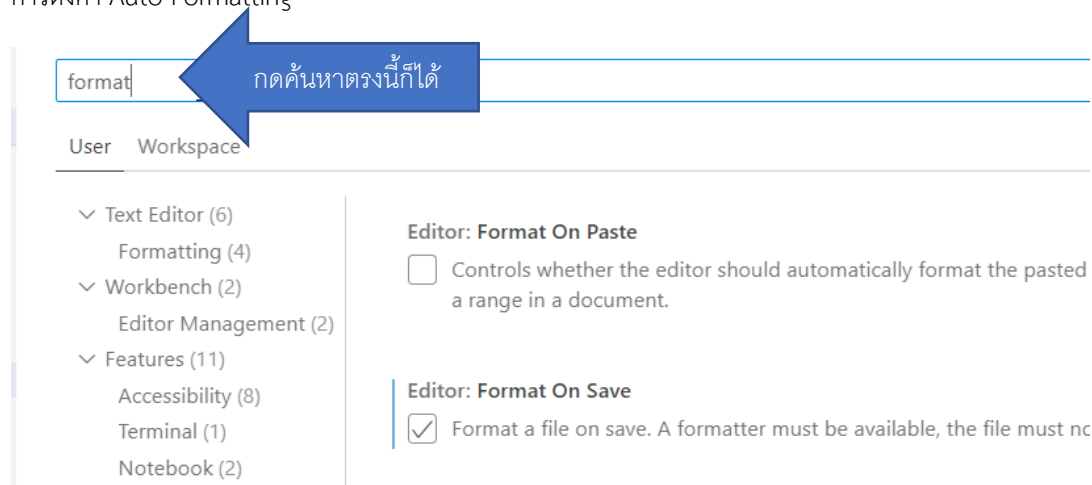 Auto Formatting
format
กดค้นหาตรงนี้ก็ได้
User Workspace
Text Editor (6)
Formatting (4)
Workbench (2)
Editor Management (2)
Features (11)
Accessibility (8)
Terminal (1)
Notebook (2)
Editor: Format On Paste
Controls whether the editor should automatically format the pasted
a range in a document.
Editor: Format On Save
Format a file on save. A formatter must be available, the file must